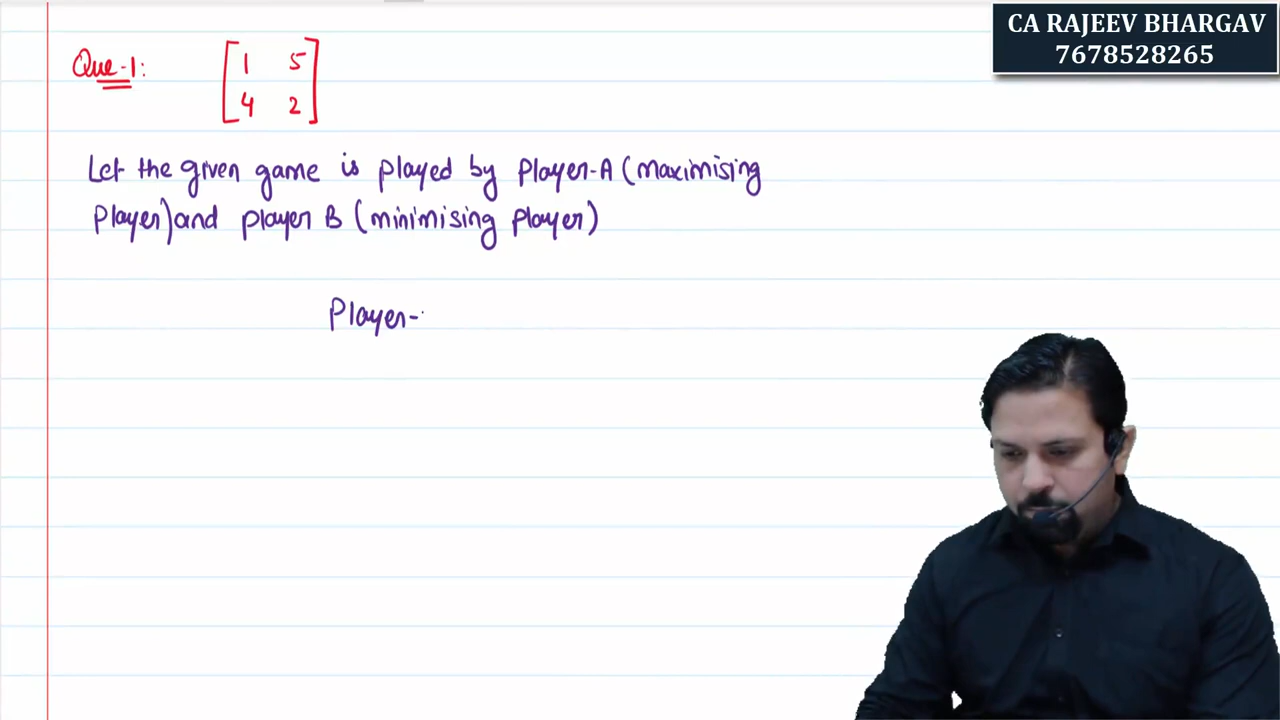 CA RAJEEV BHARGAV
7678528265
Que-1: [1 5
4 2]
Let the given game is played by Player-A (maximising
Player) and player B (minimising player)
Player-